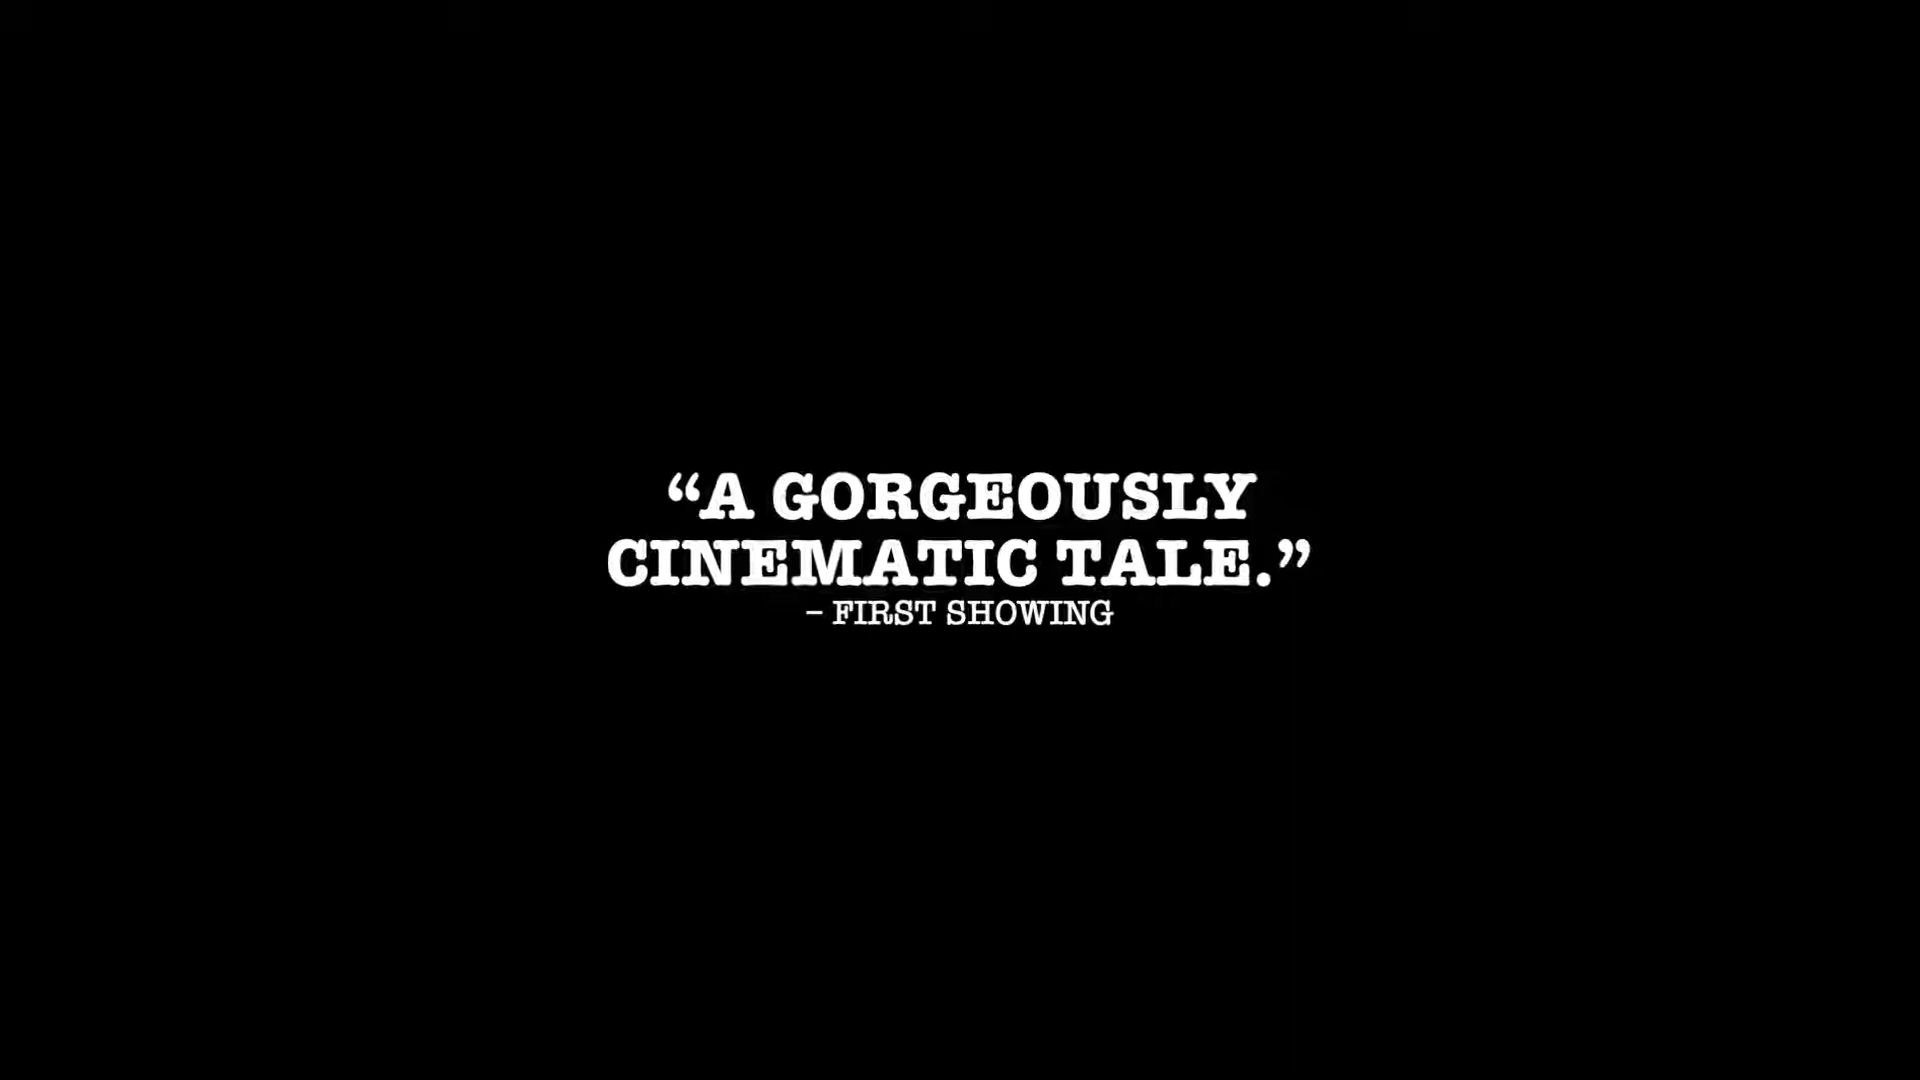 “A GORGEOUSLY
CINEMATIC TALE.”
– FIRST SHOWING